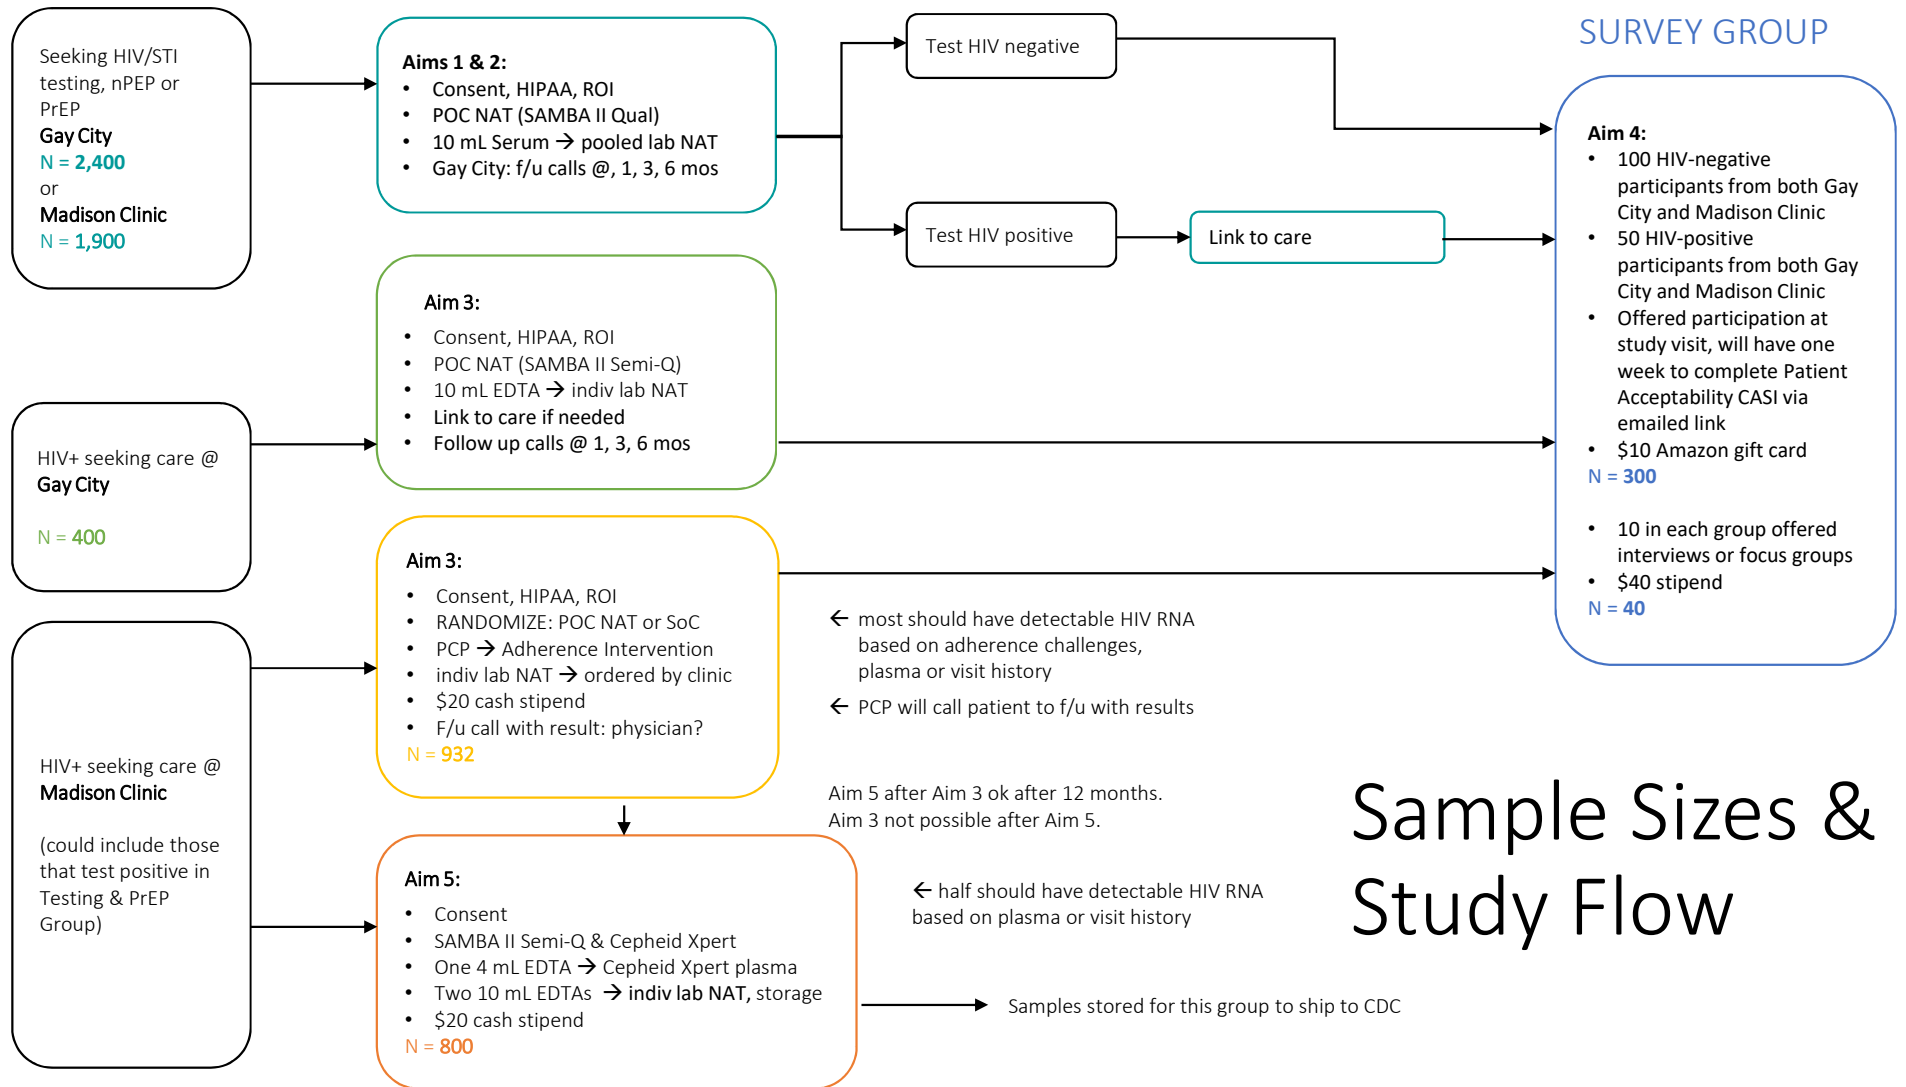 Seeking HIV/STI
testing, nPEP or
PrEP
Gay City
N = 2,400
or
Madison Clinic
N = 1,900
HIV+ seeking care @
Gay City
N = 400
HIV+ seeking care @
Madison Clinic
(could include those
that test positive in
Testing & PrEP
Group)
Aims 1 & 2:
• Consent, HIPAA, ROI
• POC NAT (SAMBA II Qual)
• 10 mL Serum → pooled lab NAT
• Gay City: f/u calls @, 1, 3, 6 mos
Aim 3:
• Consent, HIPAA, ROI
• POC NAT (SAMBA II Semi-Q)
• 10 mL EDTA → indiv lab NAT
• Link to care if needed
• Follow up calls @ 1, 3, 6 mos
Aim 3:
• Consent, HIPAA, ROI
• RANDOMIZE: POC NAT or SoC
• PCP → Adherence Intervention
• indiv lab NAT → ordered by clinic
• $20 cash stipend
• F/u call with result: physician?
N = 932
Aim 5:
• Consent
• SAMBA II Semi-Q & Cepheid Xpert
• One 4 mL EDTA → Cepheid Xpert plasma
• Two 10 mL EDTAs → indiv lab NAT, storage
• $20 cash stipend
N = 800
Test HIV negative
Test HIV positive
Link to care
← most should have detectable HIV RNA
based on adherence challenges,
plasma or visit history
← PCP will call patient to f/u with results
Aim 5 after Aim 3 ok after 12 months.
Aim 3 not possible after Aim 5.
← half should have detectable HIV RNA
based on plasma or visit history
Samples stored for this group to ship to CDC
SURVEY GROUP
Aim 4:
• 100 HIV-negative
participants from both Gay
City and Madison Clinic
• 50 HIV-positive
participants from both Gay
City and Madison Clinic
• Offered participation at
study visit, will have one
week to complete Patient
Acceptability CASI via
emailed link
• $10 Amazon gift card
N = 300
• 10 in each group offered
interviews or focus groups
• $40 stipend
N = 40
Sample Sizes &
Study Flow